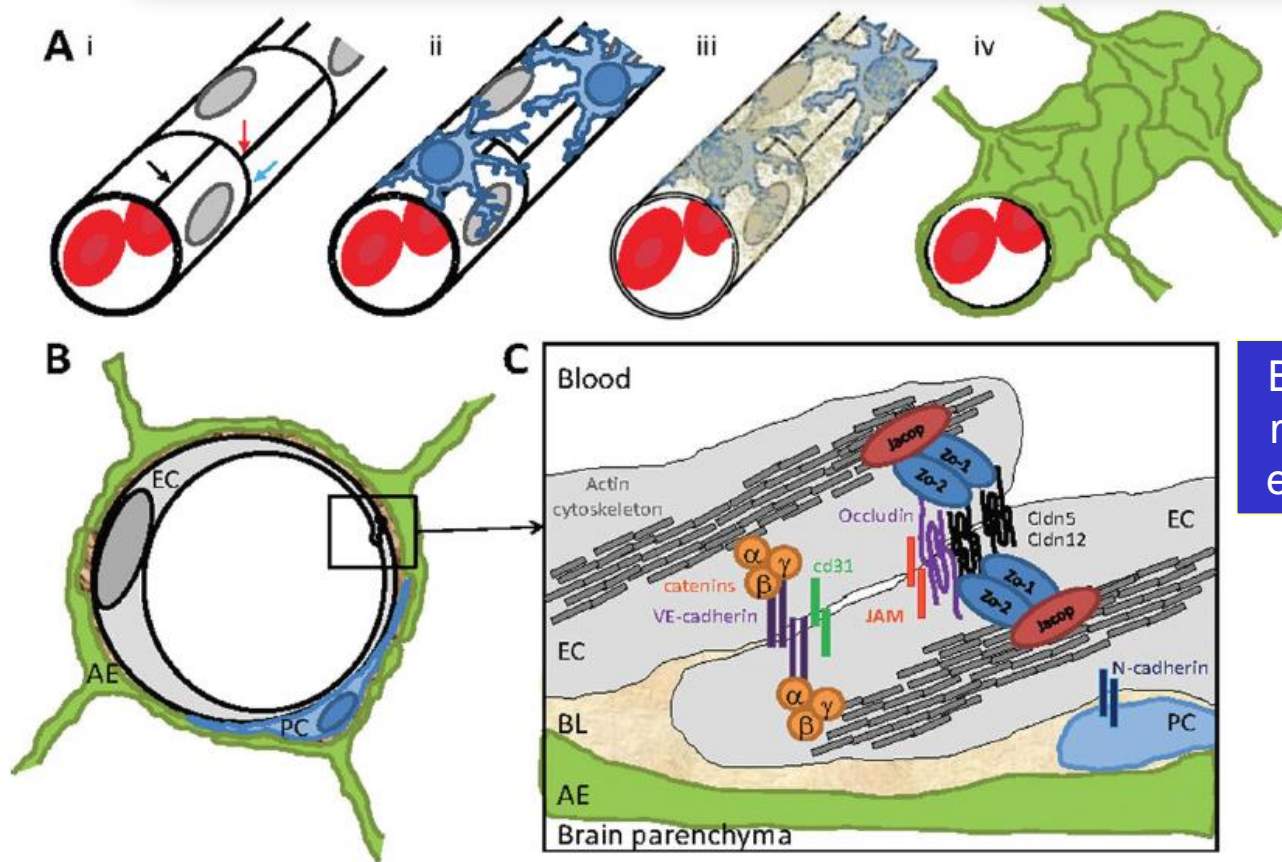 A i ii iii iv
B
EC
AE
PC
C
Blood
Jacop
Zo-1
Zo-2
Actin
cytoskeleton
Occludin
Cldn5
Cldn12
EC
α γ
β
cd31
catenins
VE-cadherin
JAM
Zo-1
Zo-2
Jacop
EC
N-cadherin
α γ
β
BL
PC
AE
Brain parenchyma